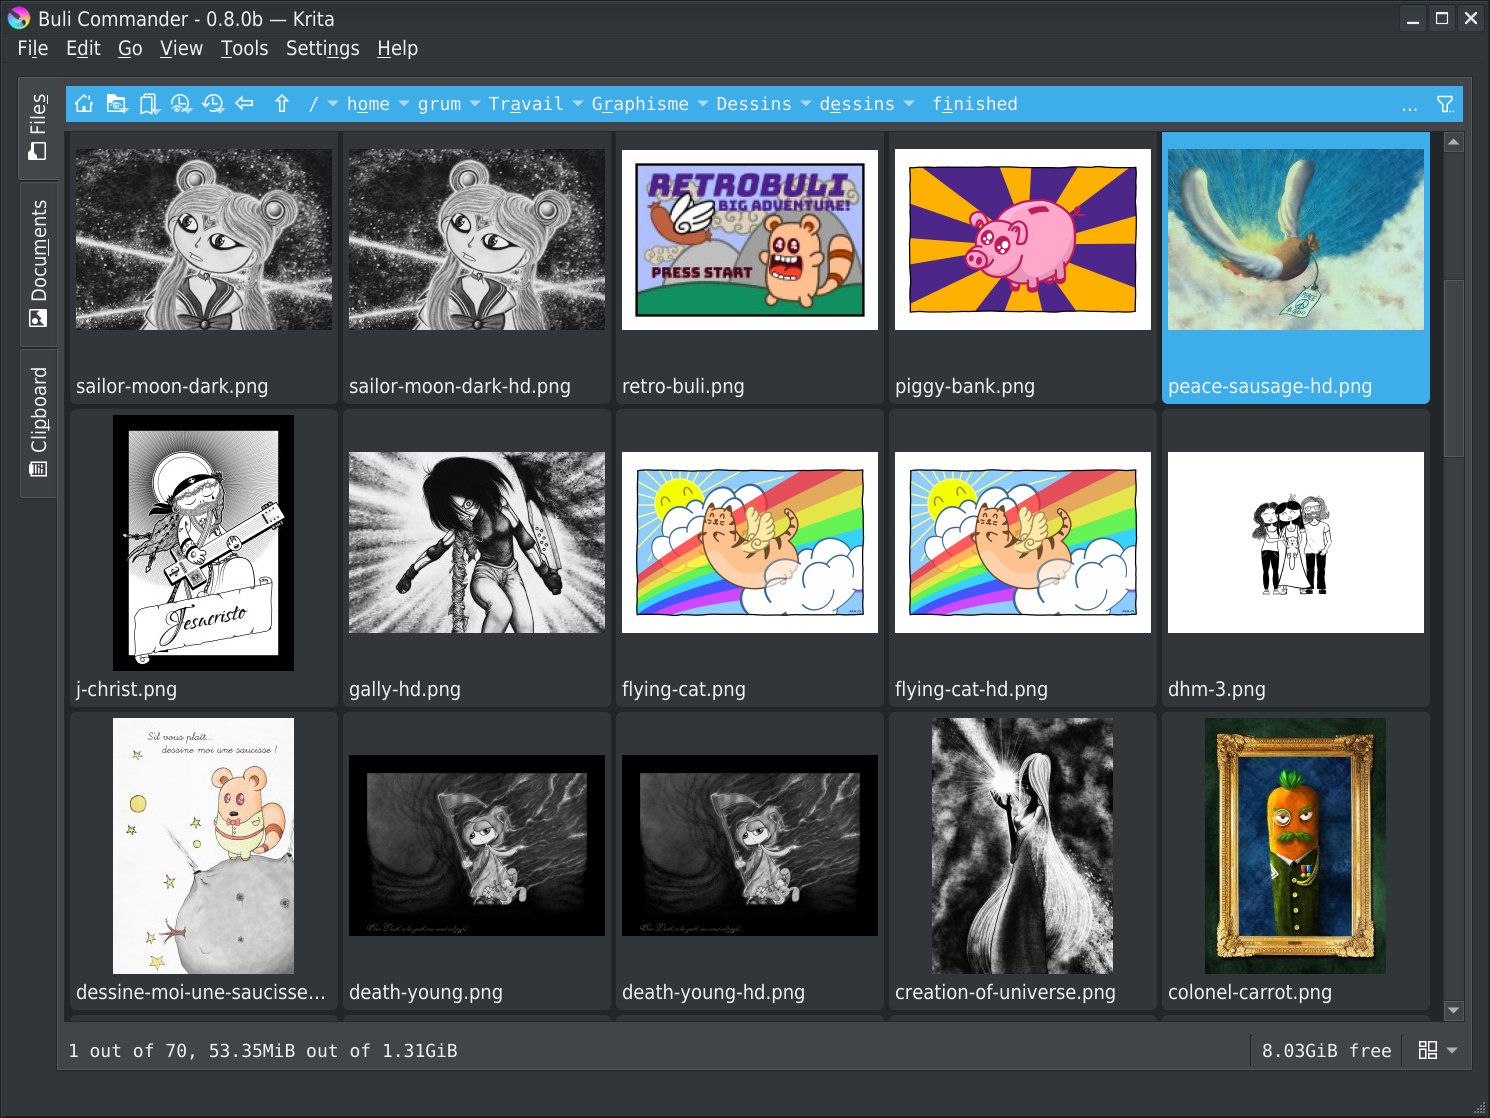 Buli Commander - 0.8.0b — Krita
File Edit Go View Tools Settings Help
Files
Documents
Clipboard
/ home grum Travail Graphisme Dessins dessins finished ...
RETROBULI
BIG ADVENTURE!
PRESS START
PEACE
sailor-moon-dark.png
sailor-moon-dark-hd.png
retro-buli.png
piggy-bank.png
peace-sausage-hd.png
Jesucristo
j-christ.png
gally-hd.png
flying-cat.png
flying-cat-hd.png
dhm-3.png
S'il vous plaît...
dessine moi une saucisse !
dessine-moi-une-saucisse...
death-young.png
death-young-hd.png
creation-of-universe.png
colonel-carrot.png
1 out of 70, 53.35MiB out of 1.31GiB
8.03GiB free